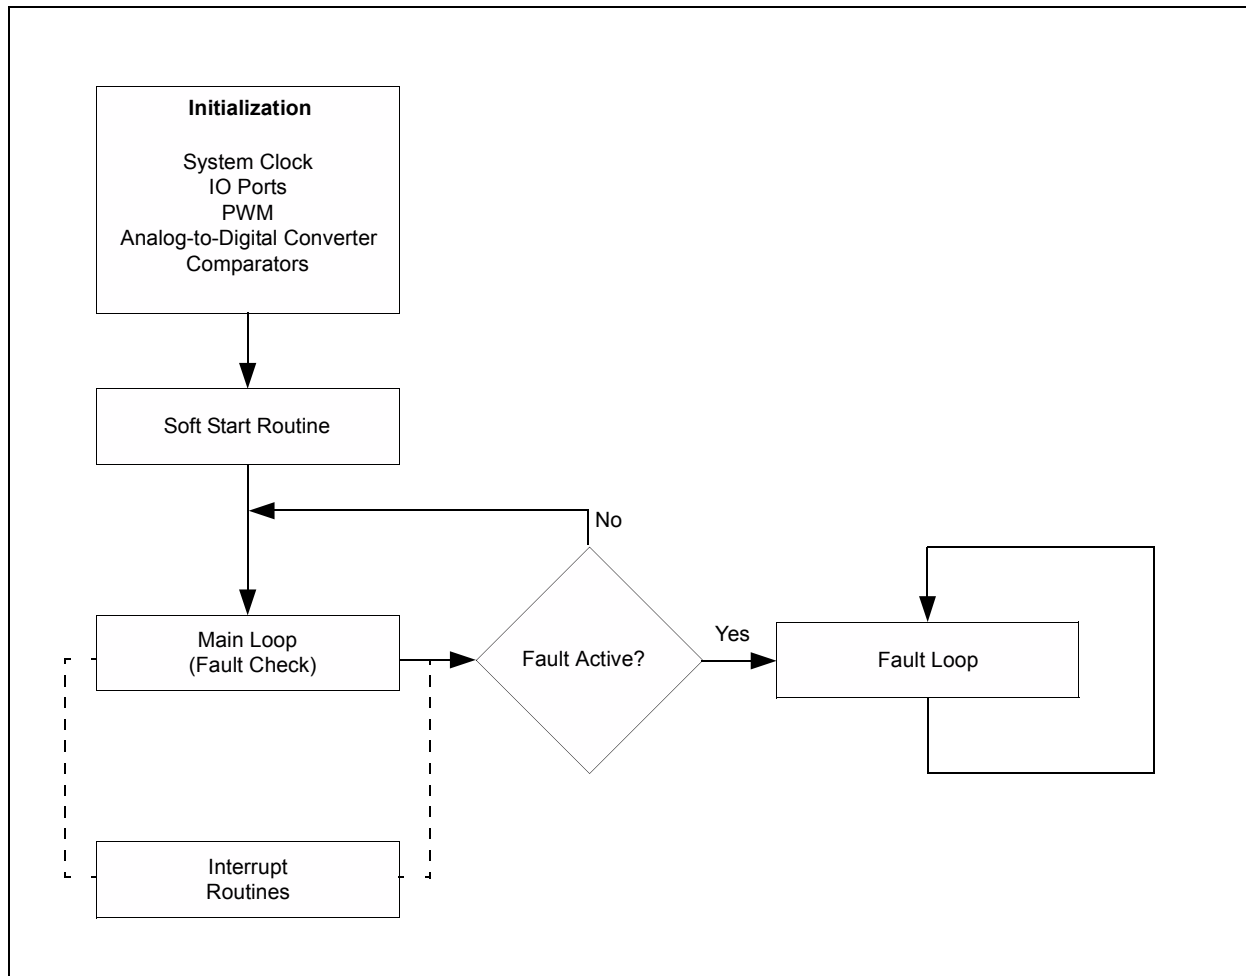 Initialization
System Clock
IO Ports
PWM
Analog-to-Digital Converter
Comparators
Soft Start Routine
No
Main Loop
(Fault Check)
Fault Active?
Yes
Fault Loop
Interrupt
Routines